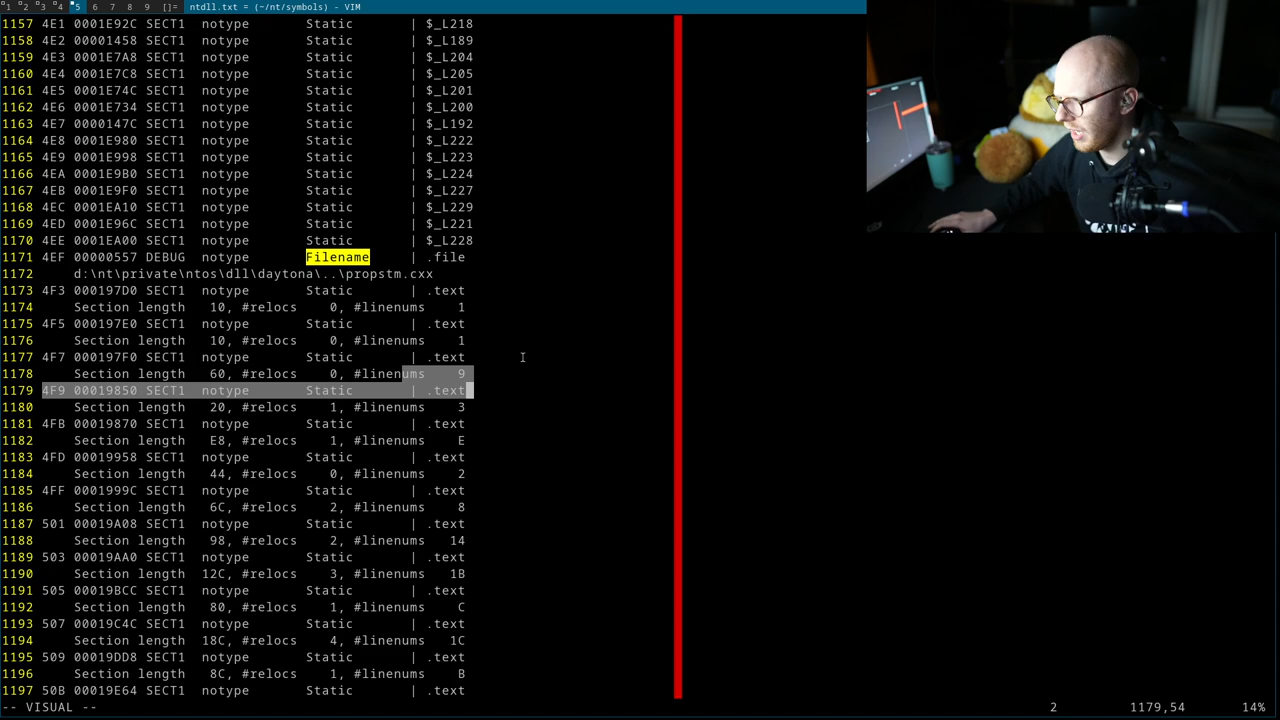 1 2 3 4 5 6 7 8 9 []= ntdll.txt = (~/nt/symbols) - VIM
1157 4E1 0001E92C SECT1 notype Static | $_L218
1158 4E2 00001458 SECT1 notype Static | $_L189
1159 4E3 0001E7A8 SECT1 notype Static | $_L204
1160 4E4 0001E7C8 SECT1 notype Static | $_L205
1161 4E5 0001E74C SECT1 notype Static | $_L201
1162 4E6 0001E734 SECT1 notype Static | $_L200
1163 4E7 0000147C SECT1 notype Static | $_L192
1164 4E8 0001E980 SECT1 notype Static | $_L222
1165 4E9 0001E998 SECT1 notype Static | $_L223
1166 4EA 0001E9B0 SECT1 notype Static | $_L224
1167 4EB 0001E9F0 SECT1 notype Static | $_L227
1168 4EC 0001EA10 SECT1 notype Static | $_L229
1169 4ED 0001E96C SECT1 notype Static | $_L221
1170 4EE 0001EA00 SECT1 notype Static | $_L228
1171 4EF 00000557 DEBUG notype Filename | .file
1172 d:\nt\private\ntos\dll\daytona\..\propstm.cxx
1173 4F3 000197D0 SECT1 notype Static | .text
1174 Section length 10, #relocs 0, #linenums 1
1175 4F5 000197E0 SECT1 notype Static | .text
1176 Section length 10, #relocs 0, #linenums 1
1177 4F7 000197F0 SECT1 notype Static | .text
1178 Section length 60, #relocs 0, #linenums 9
1179 4F9 00019850 SECT1 notype Static | .text
1180 Section length 20, #relocs 1, #linenums 3
1181 4FB 00019870 SECT1 notype Static | .text
1182 Section length E8, #relocs 1, #linenums E
1183 4FD 00019958 SECT1 notype Static | .text
1184 Section length 44, #relocs 0, #linenums 2
1185 4FF 0001999C SECT1 notype Static | .text
1186 Section length 6C, #relocs 2, #linenums 8
1187 501 00019A08 SECT1 notype Static | .text
1188 Section length 98, #relocs 2, #linenums 14
1189 503 00019AA0 SECT1 notype Static | .text
1190 Section length 12C, #relocs 3, #linenums 1B
1191 505 00019BCC SECT1 notype Static | .text
1192 Section length 80, #relocs 1, #linenums C
1193 507 00019C4C SECT1 notype Static | .text
1194 Section length 18C, #relocs 4, #linenums 1C
1195 509 00019DD8 SECT1 notype Static | .text
1196 Section length 8C, #relocs 1, #linenums B
1197 50B 00019E64 SECT1 notype Static | .text
-- VISUAL -- 2 1179,54 14%